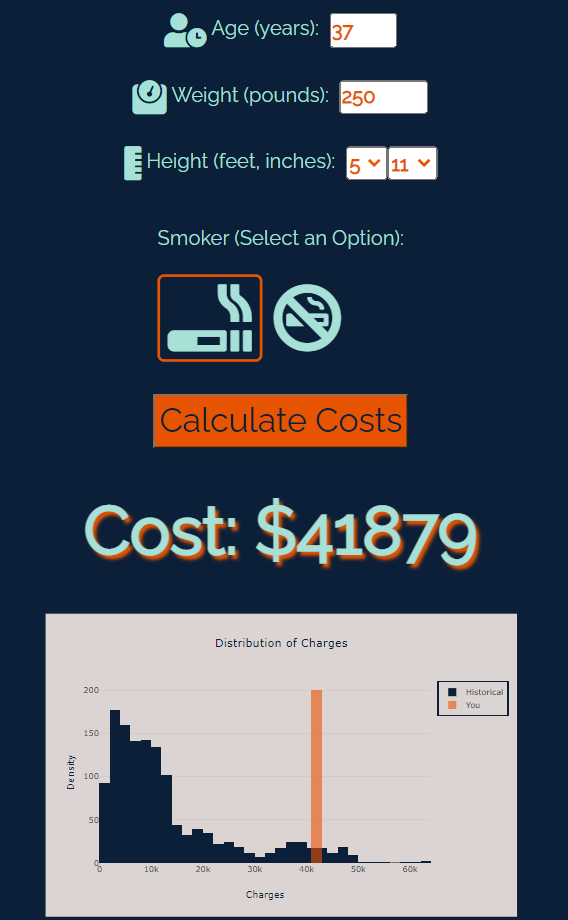 Age (years): 37
Weight (pounds): 250
Height (feet, inches): 5 11
Smoker (Select an Option):
Calculate Costs
Cost: $41879
Distribution of Charges
Historical
You
200
150
100
50
0
Density
0 10k 20k 30k 40k 50k 60k
Charges